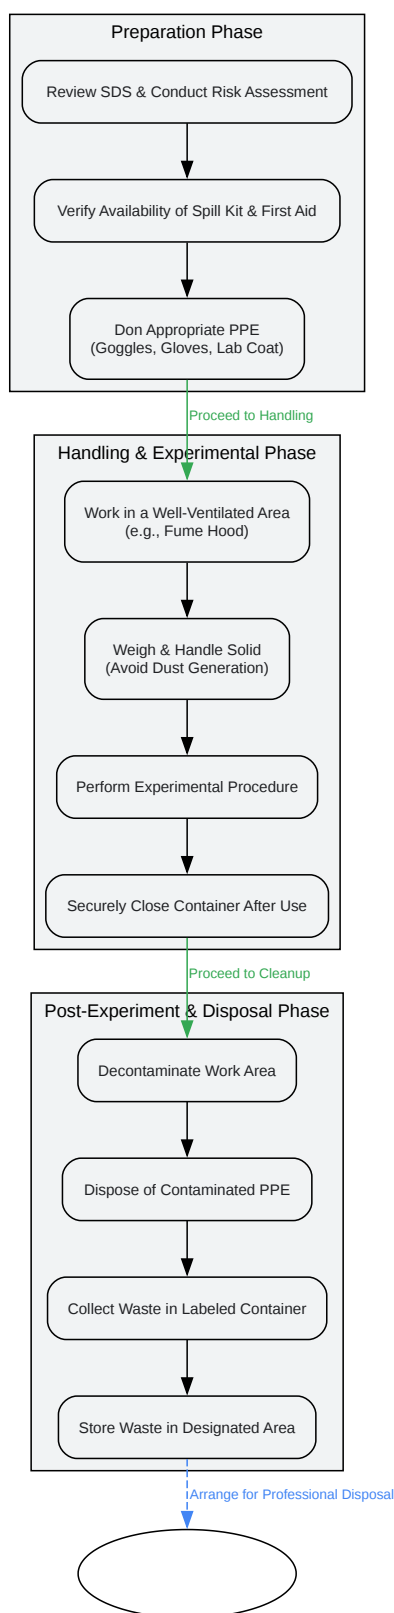 Preparation Phase
Review SDS & Conduct Risk Assessment
Verify Availability of Spill Kit & First Aid
Don Appropriate PPE
(Goggles, Gloves, Lab Coat)
Proceed to Handling
Handling & Experimental Phase
Work in a Well-Ventilated Area
(e.g., Fume Hood)
Weigh & Handle Solid
(Avoid Dust Generation)
Perform Experimental Procedure
Securely Close Container After Use
Proceed to Cleanup
Post-Experiment & Disposal Phase
Decontaminate Work Area
Dispose of Contaminated PPE
Collect Waste in Labeled Container
Store Waste in Designated Area
Arrange for Professional Disposal